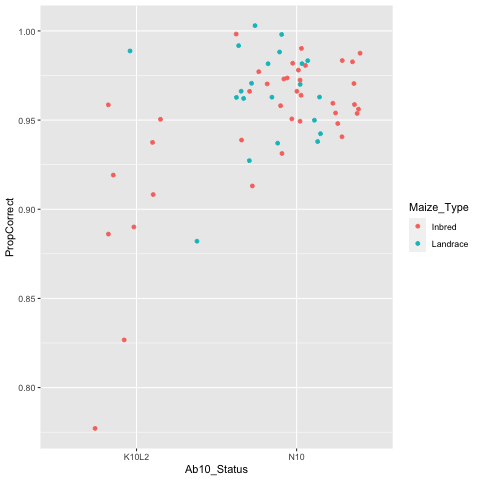 1.00
0.95
0.90
0.85
0.80
PropCorrect
K10L2
N10
Ab10_Status
Maize_Type
Inbred
Landrace